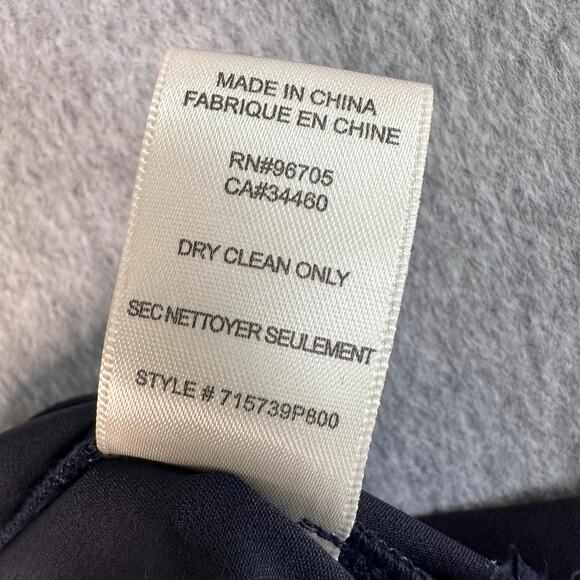 MADE IN CHINA
FABRIQUE EN CHINE
RN#96705
CA#34460
DRY CLEAN ONLY
SEC NETTOYER SEULEMENT
STYLE # 715739P800